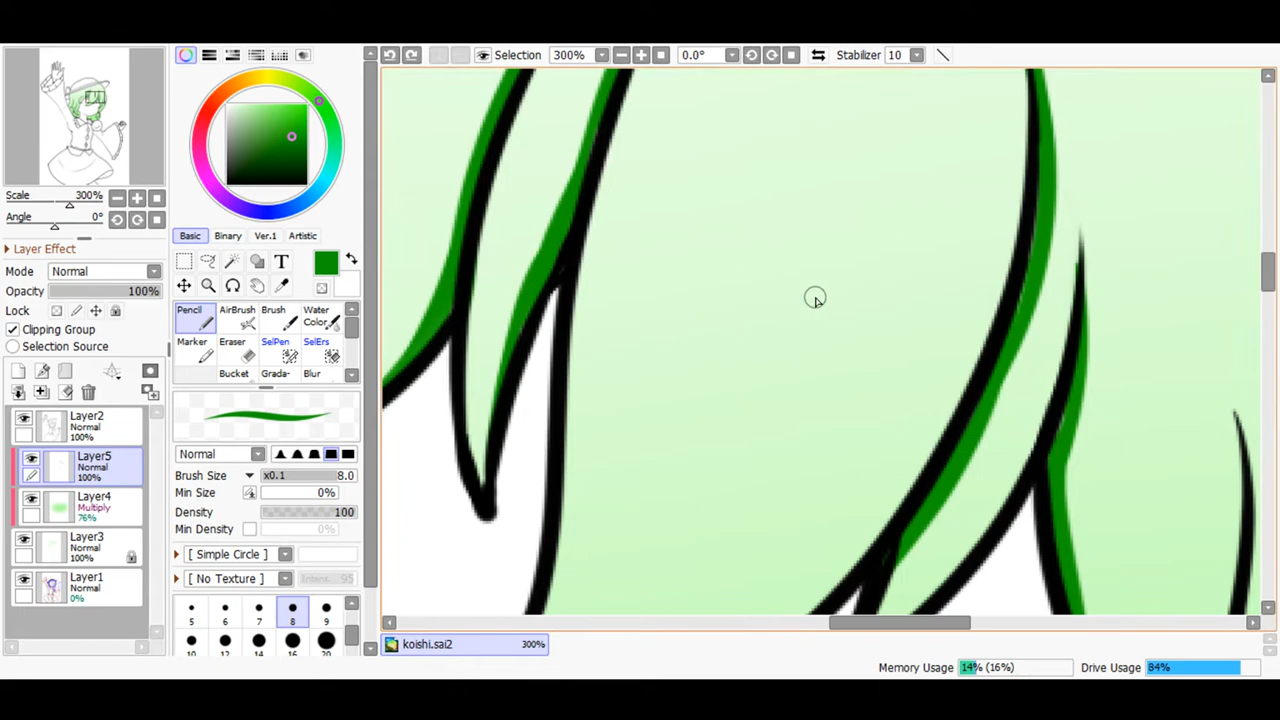 Selection 300% 0.0° Stabilizer 10
Scale 300%
Angle 0°
Layer Effect
Mode Normal
Opacity 100%
Lock
Clipping Group
Selection Source
Layer2
Normal
100%
Layer5
Normal
100%
Layer4
Multiply
76%
Layer3
Normal
100%
Layer1
Normal
0%
Basic Binary Ver.1 Artistic
T
Pencil AirBrush Brush Water Color
Marker Eraser SelPen SelErs
Bucket Grada- Blur
Normal
Brush Size x0.1 8.0
Min Size 0%
Density 100
Min Density 0%
[ Simple Circle ]
[ No Texture ] Intens. 95
5 6 7 8 9
10 12 14 16 20
koishi.sai2 300%
Memory Usage 14% (16%) Drive Usage 84%